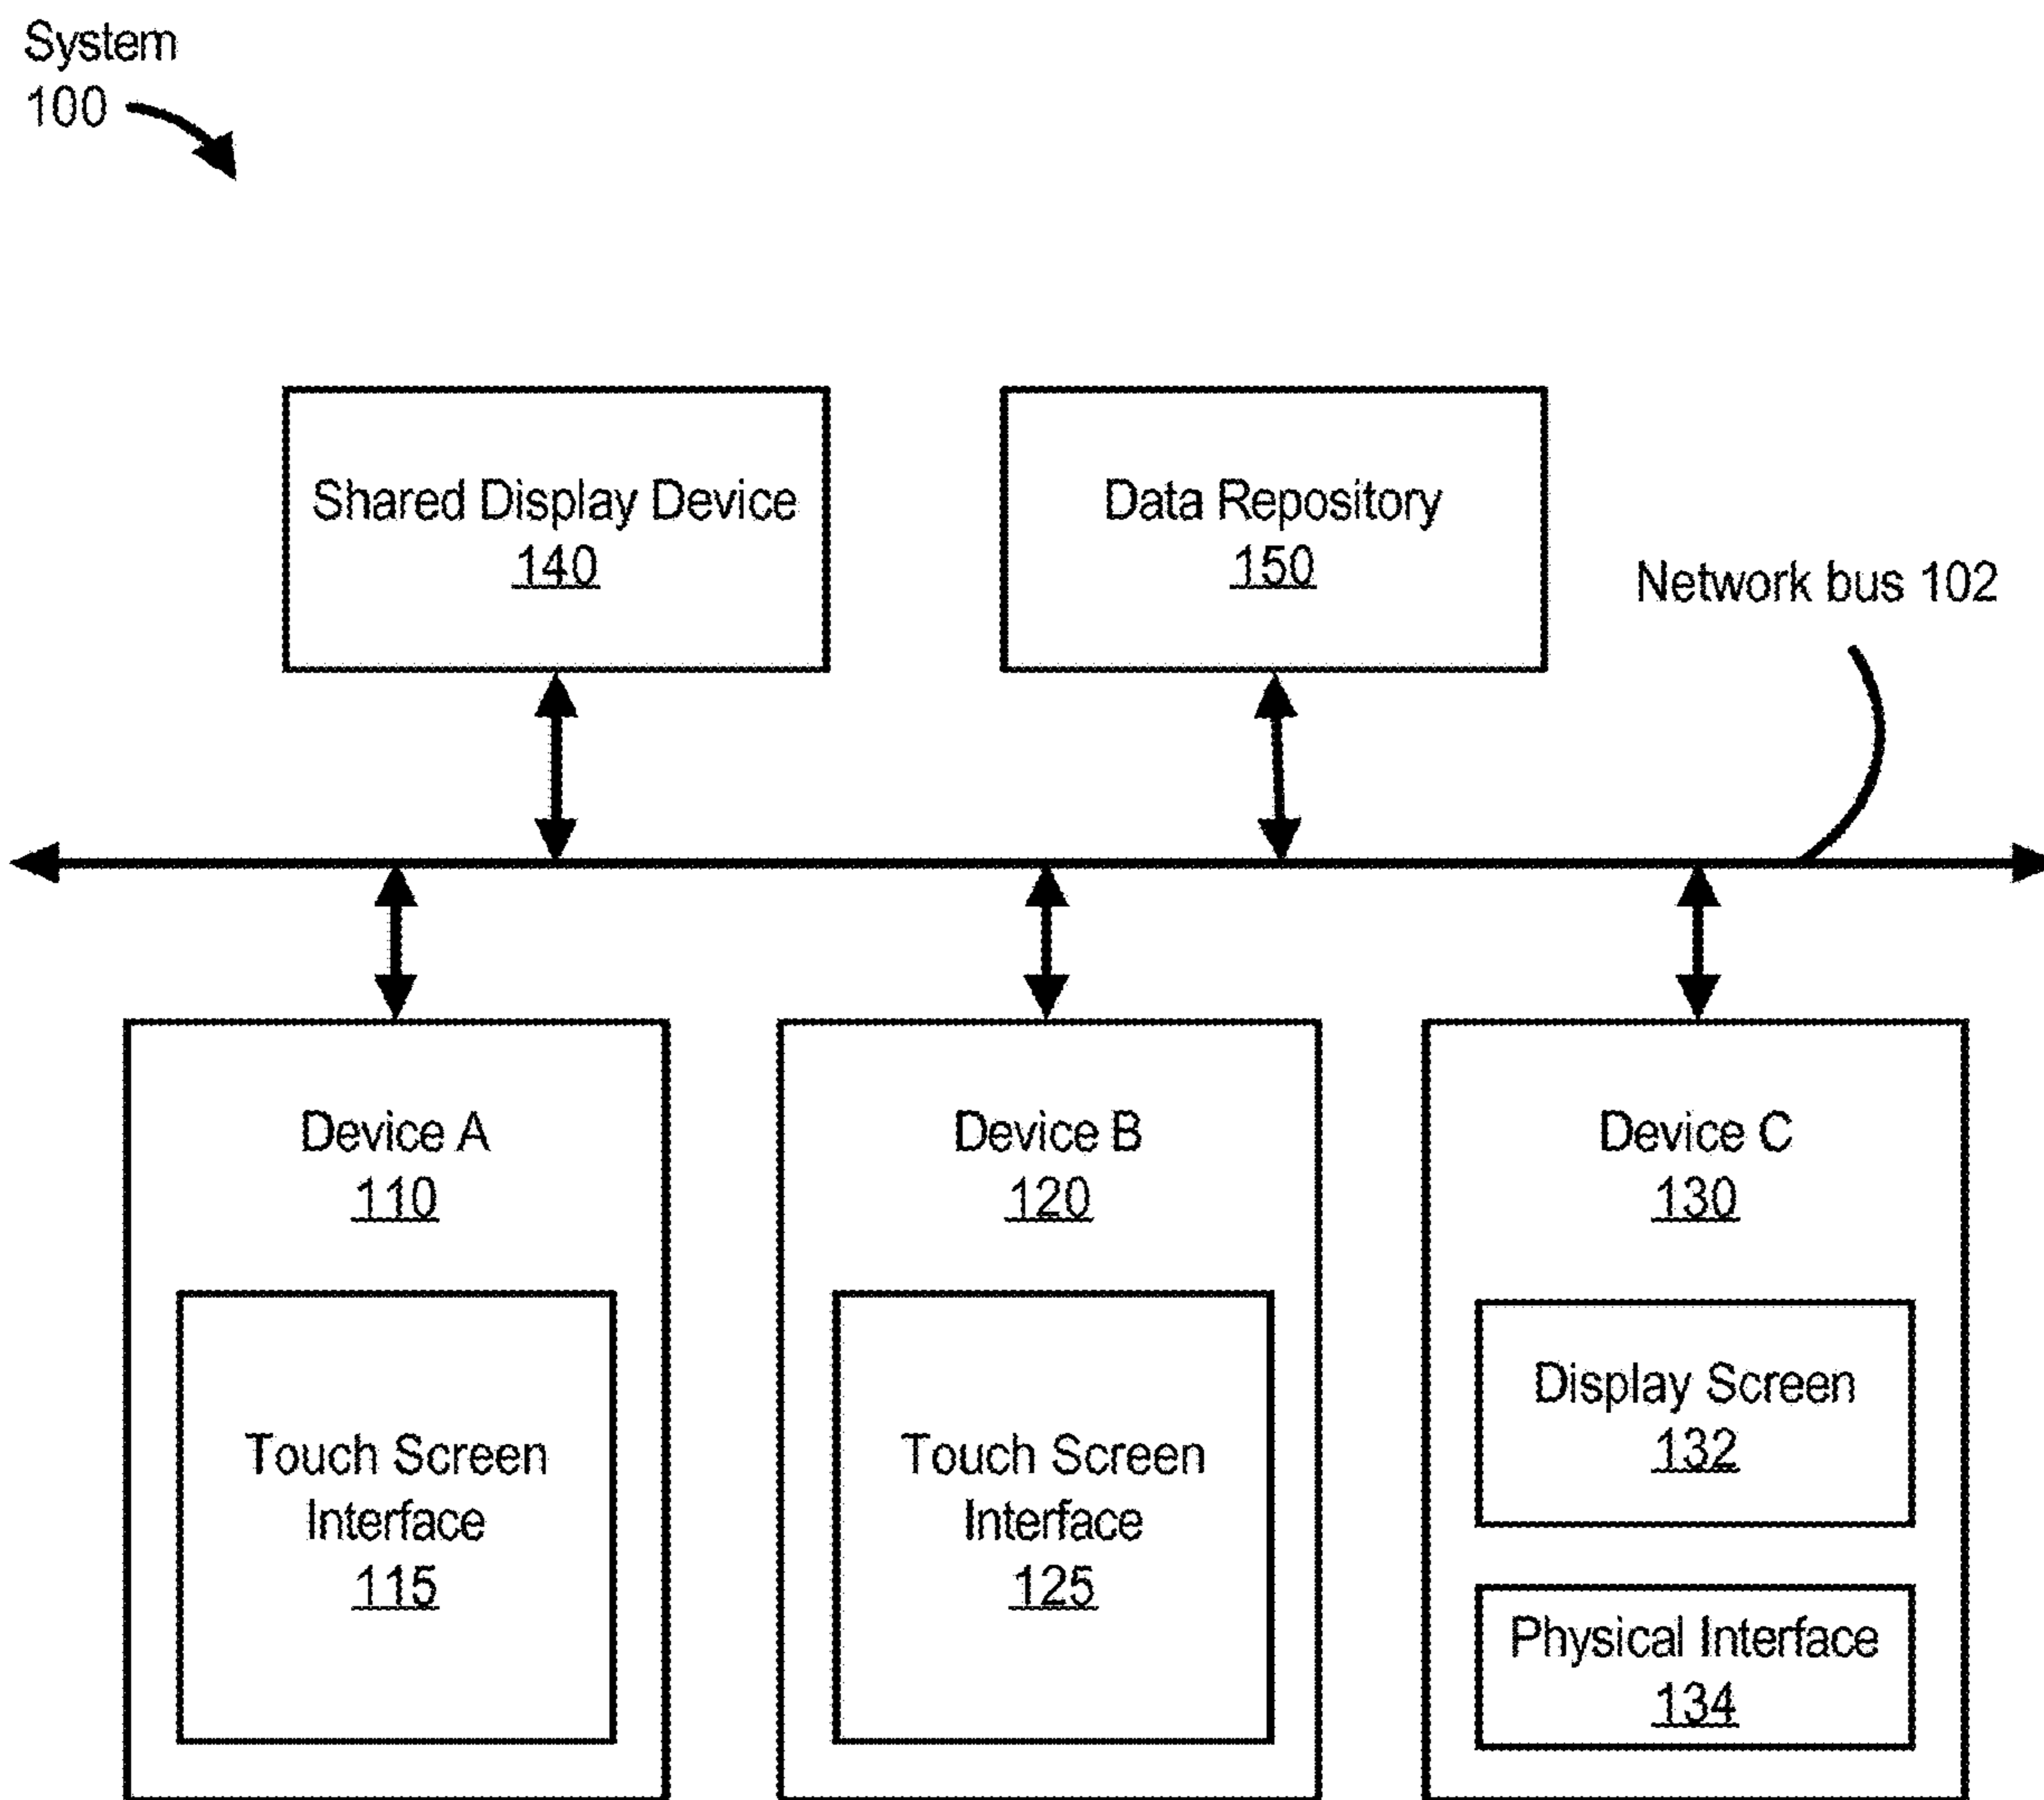 System
100
Shared Display Device
140
Data Repository
150
Network bus 102
Device A
110
Touch Screen
Interface
115
Device B
120
Touch Screen
Interface
125
Device C
130
Display Screen
132
Physical Interface
134